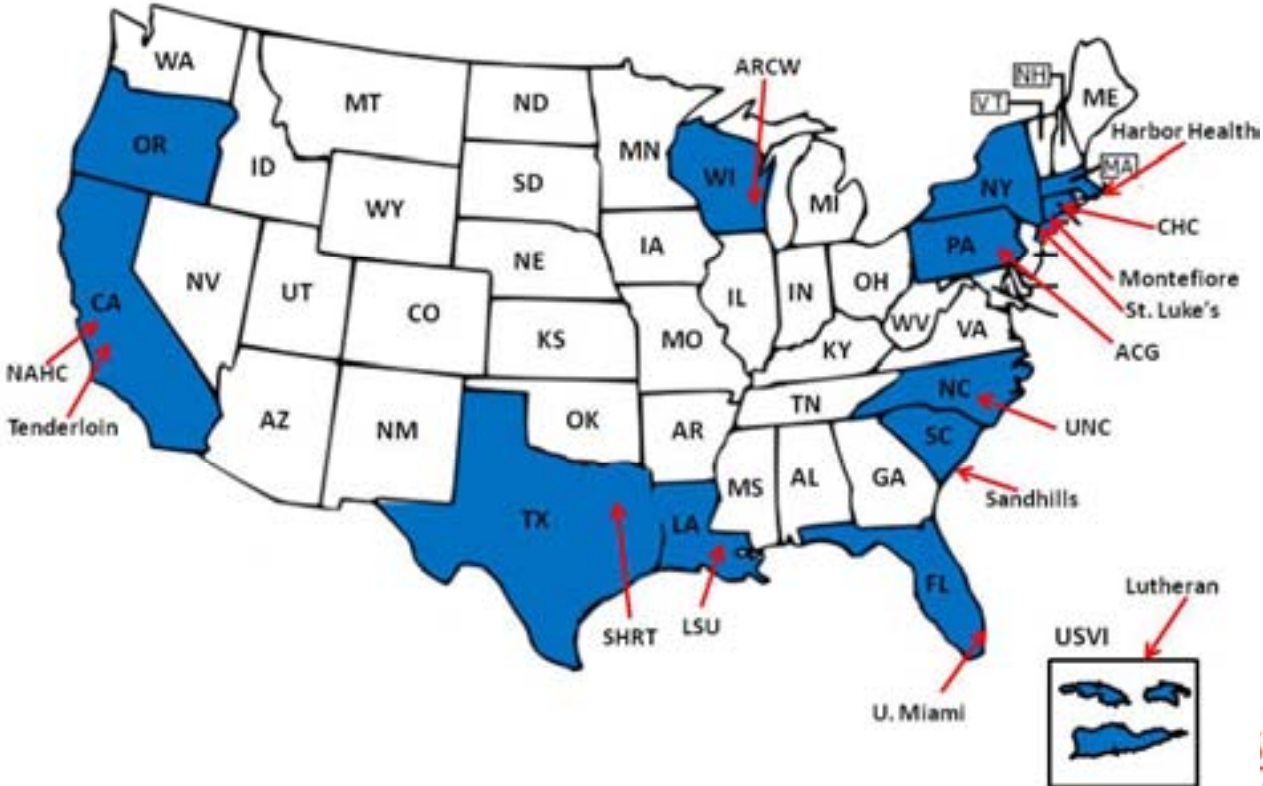 WA
MT
ND
MN
ARCW
NH
VT
ME
Harbor Health
OR
ID
SD
WI
MI
NY
MA
WY
CHC
IA
PA
NV
NE
Montefiore
UT
IL
IN
OH
St. Luke's
CA
CO
WV
VA
KS
MO
KY
ACG
NAHC
TN
NC
Tenderloin
AZ
NM
OK
AR
UNC
SC
MS
AL
GA
Sandhills
TX
LA
FL
Lutheran
SHRT
LSU
USVI
U. Miami